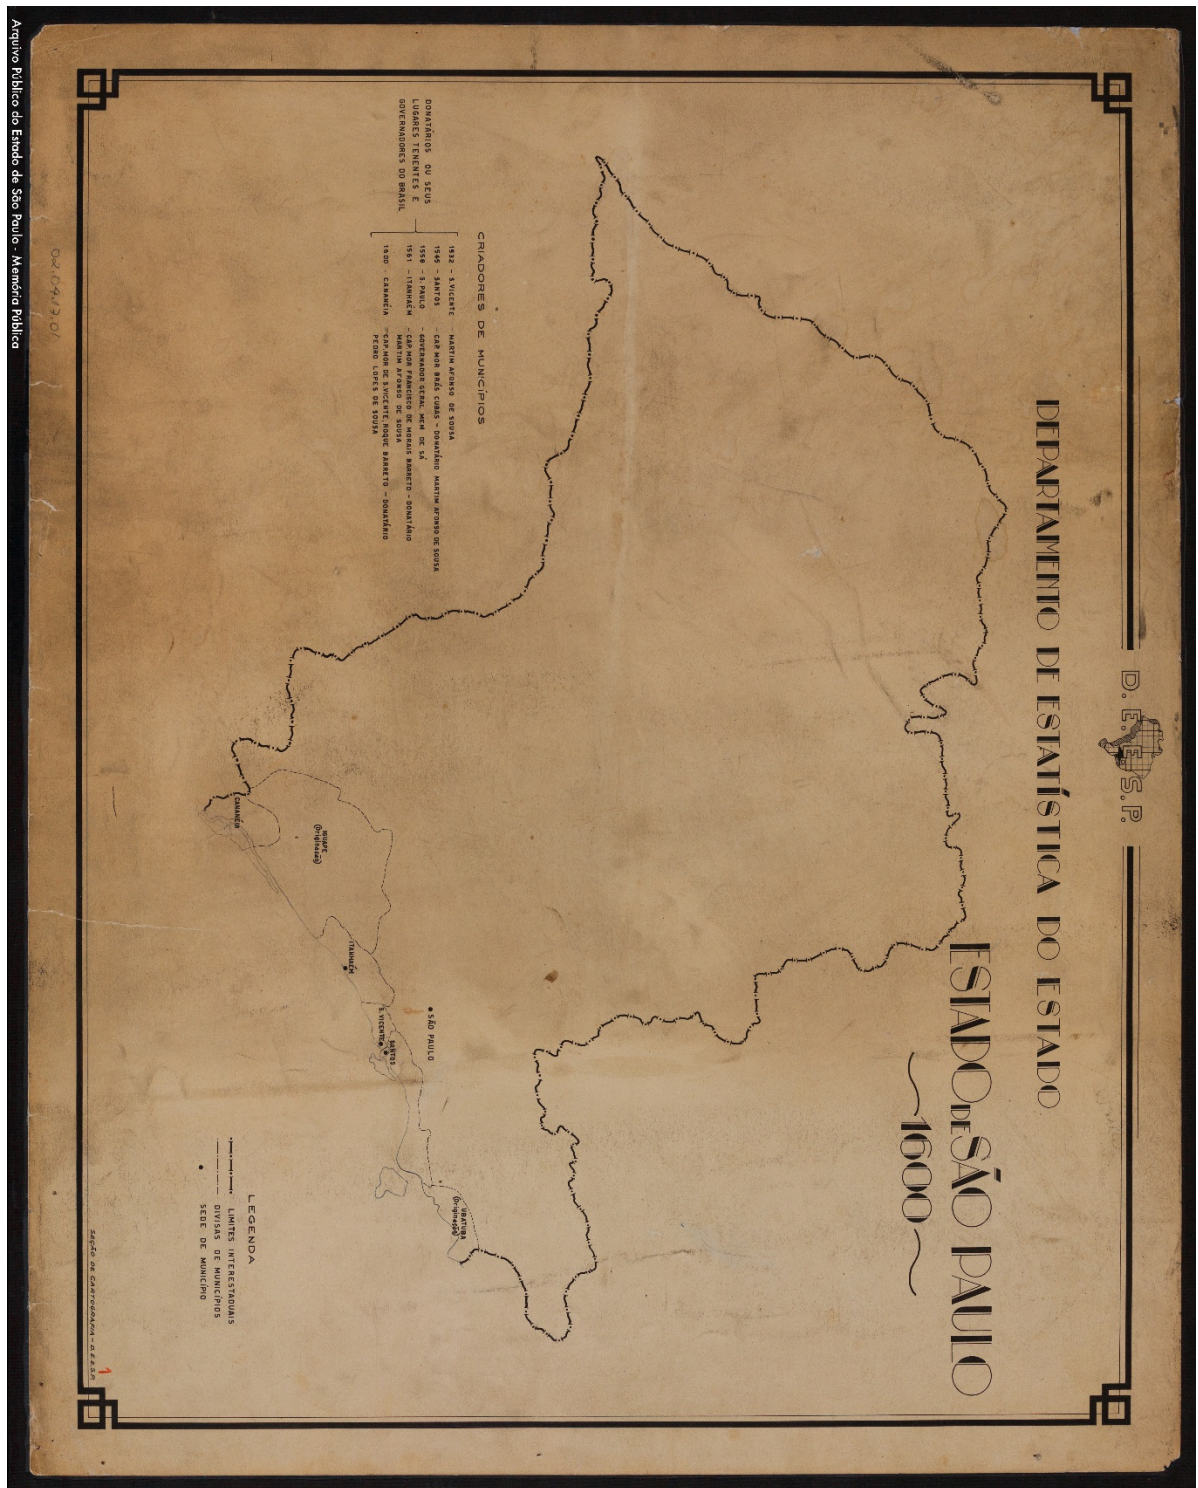 D. E. E. S. P.
DEPARTAMENTO DE ESTATÍSTICA DO ESTADO
ESTADO DE SÃO PAULO
1600
CRIADORES DE MUNICÍPIOS
DONATÁRIOS OU SEUS
LUGARES TENENTES E
GOVERNADORES DO BRASIL
1532 - S. VICENTE - MARTIM AFONSO DE SOUSA
1545 - SANTOS - CAP. MOR BRÁS CUBAS - DONATÁRIO MARTIM AFONSO DE SOUSA
1558 - S. PAULO - GOVERNADOR GERAL MEM DE SÁ
1561 - ITANHAÉM - CAP. MOR FRANCISCO DE MORAIS BARRETO - DONATÁRIO
MARTIM AFONSO DE SOUSA
1600 - CANANÉIA - CAP. MOR DE S. VICENTE, ROQUE BARRETO - DONATÁRIO
PEDRO LOPES DE SOUSA
SÃO PAULO
UBATUBA
(Originação)
SANTOS
S. VICENTE
ITANHAÉM
IGUAPE
(Originação)
CANANÉIA
LEGENDA
LIMITES INTERESTADUAIS
DIVISAS DE MUNICÍPIOS
SEDE DE MUNICÍPIO
SEÇÃO DE CARTOGRAFIA - D.E.E.S.P.
1
Arquivo Público do Estado de São Paulo - Memória Pública